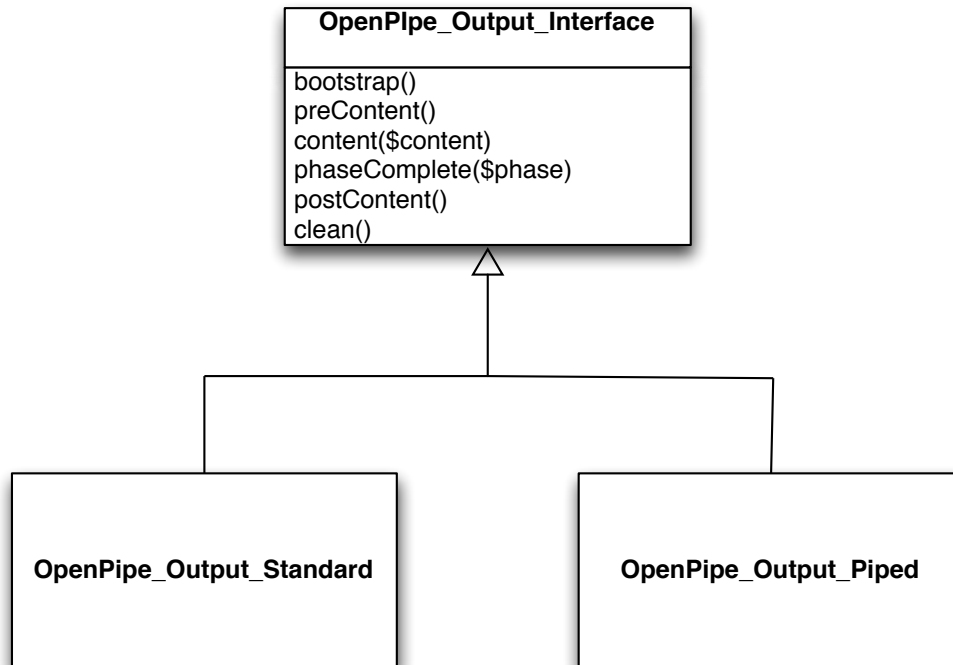 OpenPIpe_Output_Interface
bootstrap()
preContent()
content($content)
phaseComplete($phase)
postContent()
clean()
OpenPipe_Output_Standard
OpenPipe_Output_Piped